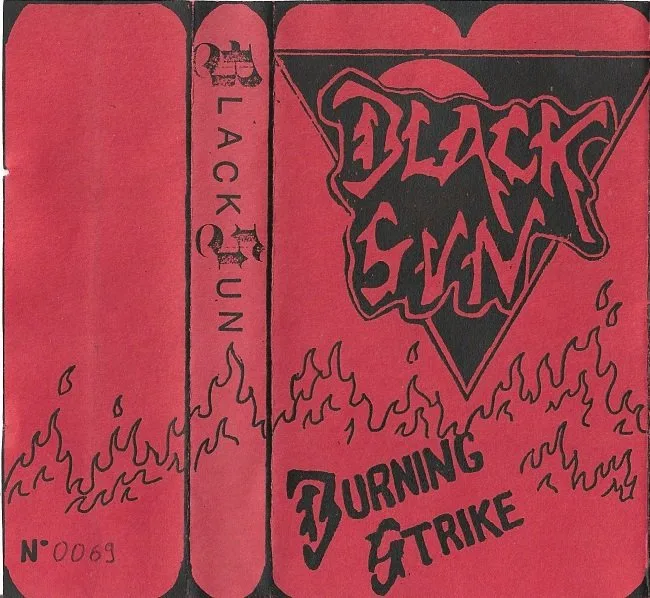 N° 0069
BLACK SUN
BLACK
SUN
BURNING
STRIKE